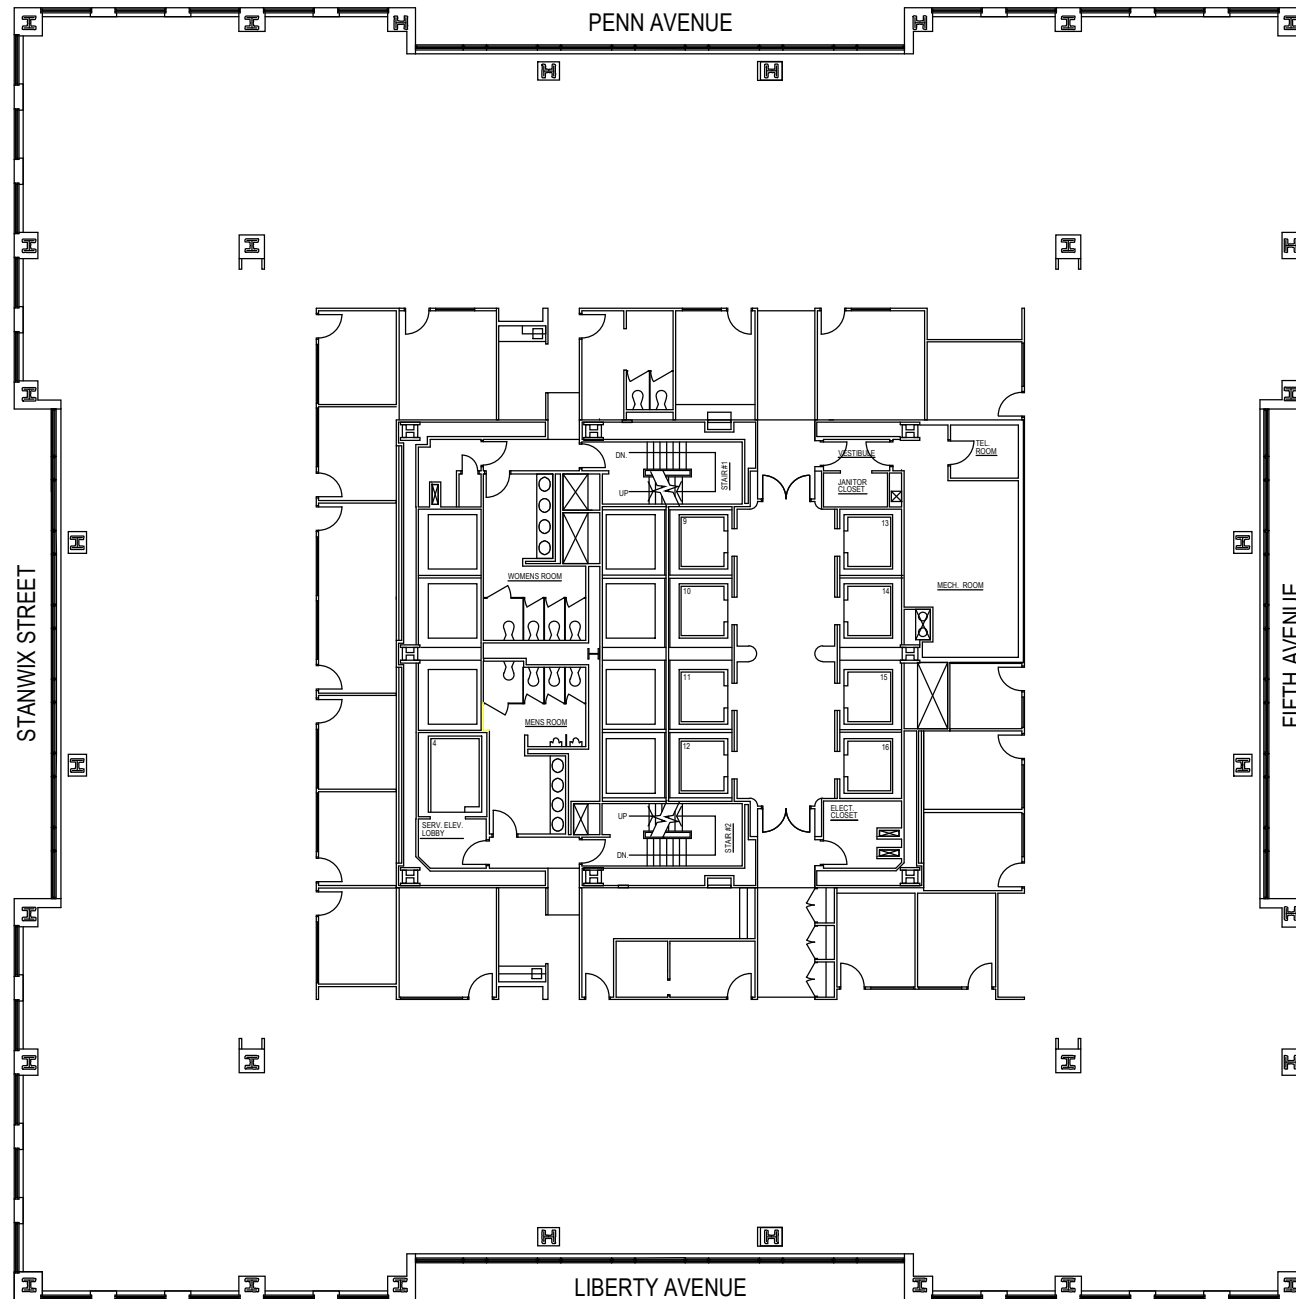 PENN AVENUE
DN.
STAIR #1
UP
VESTIBULE
TEL.
ROOM
JANITOR
CLOSET
9
13
WOMENS ROOM
10
14
MECH. ROOM
STANWIX STREET
FIFTH AVENUE
11
15
MENS ROOM
4
12
16
SERV. ELEV.
LOBBY
UP
DN.
STAIR #2
ELECT.
CLOSET
LIBERTY AVENUE